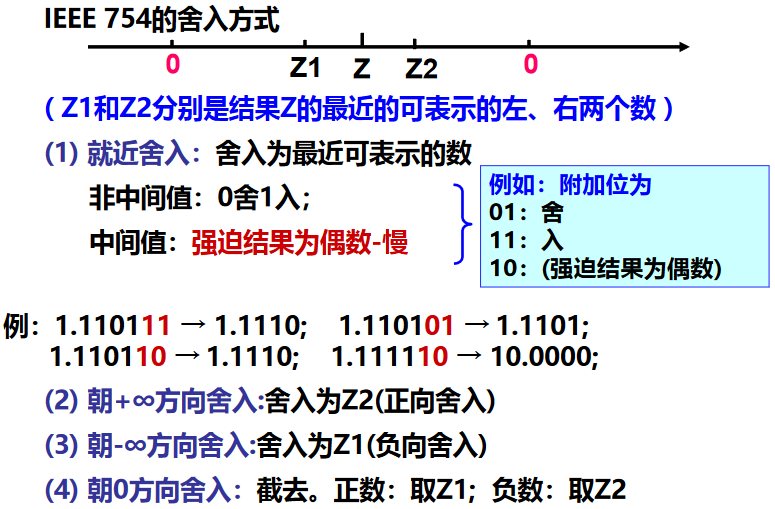 IEEE 754的舍入方式
0 Z1 Z Z2 0
( Z1和Z2分别是结果Z的最近的可表示的左、右两个数 )
(1) 就近舍入：舍入为最近可表示的数
非中间值：0舍1入；
中间值：强迫结果为偶数-慢
例如：附加位为
01：舍
11：入
10：(强迫结果为偶数)
例：1.110111 → 1.1110; 1.110101 → 1.1101;
1.110110 → 1.1110; 1.111110 → 10.0000;
(2) 朝+∞方向舍入:舍入为Z2(正向舍入)
(3) 朝-∞方向舍入:舍入为Z1(负向舍入)
(4) 朝0方向舍入：截去。正数：取Z1；负数：取Z2